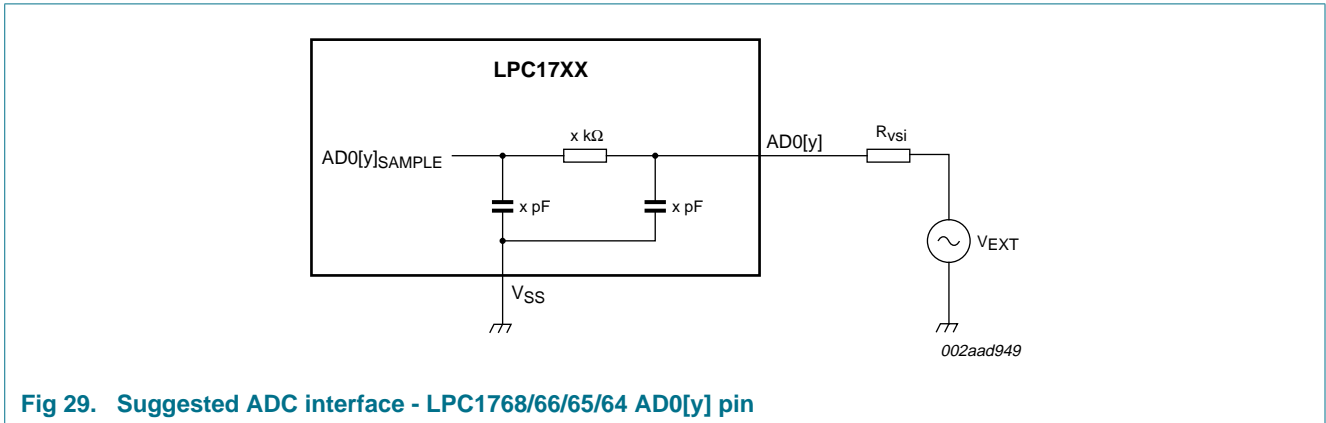 LPC17XX
x kΩ
AD0[y]SAMPLE
AD0[y]
Rvsi
x pF
x pF
VEXT
VSS
002aad949
Fig 29. Suggested ADC interface - LPC1768/66/65/64 AD0[y] pin